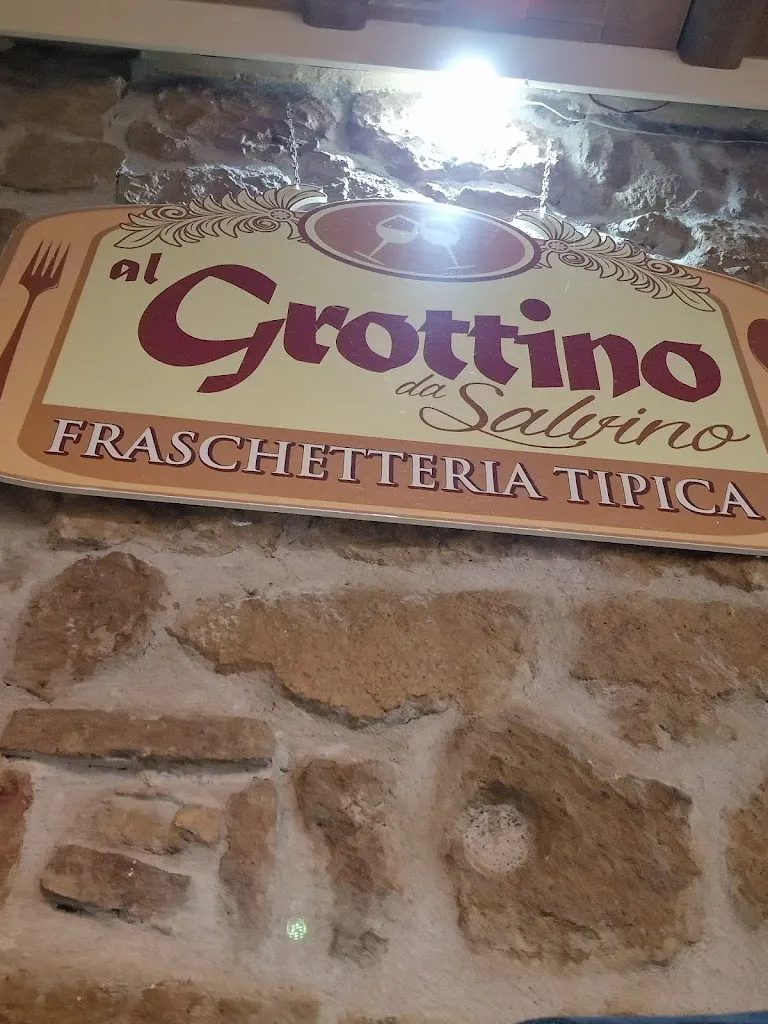 al
Grottino
da Salvino
FRASCHETTERIA TIPICA